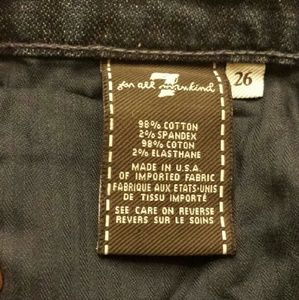 7
for all mankind
26
98% COTTON
2% SPANDEX
98% COTON
2% ELASTHANE
MADE IN U.S.A.
OF IMPORTED FABRIC
FABRIQUE AUX ETATS-UNIS
DE TISSU IMPORTÉ
SEE CARE ON REVERSE
REVERS SUR LE SOINS